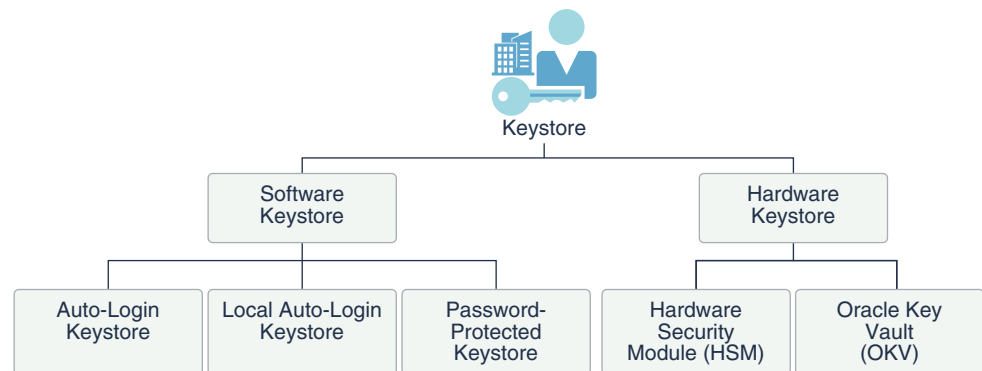 Keystore
Software
Keystore
Hardware
Keystore
Auto-Login
Keystore
Local Auto-Login
Keystore
Password-
Protected
Keystore
Hardware
Security
Module (HSM)
Oracle Key
Vault
(OKV)